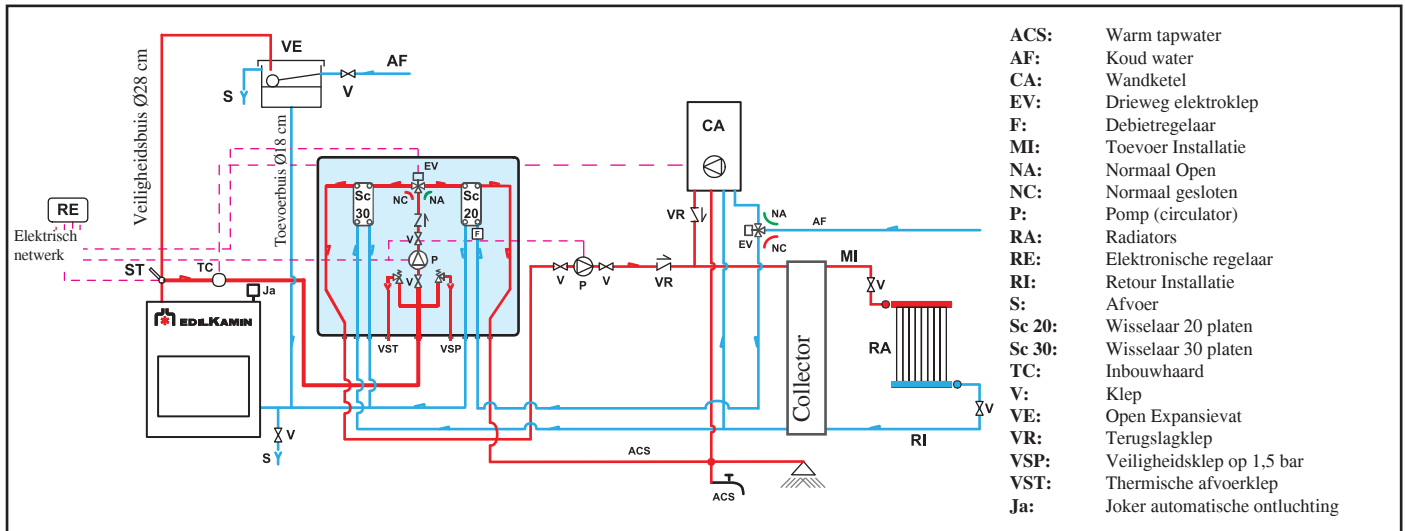 VE
AF
V
S
Veiligheidsbuis Ø28 cm
Toevoerbuis Ø18 cm
RE
Elektrisch
netwerk
ST
TC
Ja
EDILKAMIN
V
S
EV
Sc
30
NC
NA
Sc
20
F
V
P
V
VST
VSP
CA
VR
NA
EV
NC
AF
V
P
V
VR
MI
V
Collector
RA
V
RI
ACS
ACS
ACS: Warm tapwater
AF: Koud water
CA: Wandketel
EV: Drieweg elektroklep
F: Debietregelaar
MI: Toevoer Installatie
NA: Normaal Open
NC: Normaal gesloten
P: Pomp (circulator)
RA: Radiators
RE: Elektronische regelaar
RI: Retour Installatie
S: Afvoer
Sc 20: Wisselaar 20 platen
Sc 30: Wisselaar 30 platen
TC: Inbouwhaard
V: Klep
VE: Open Expansievat
VR: Terugslagklep
VSP: Veiligheidsklep op 1,5 bar
VST: Thermische afvoerklep
Ja: Joker automatische ontluchting